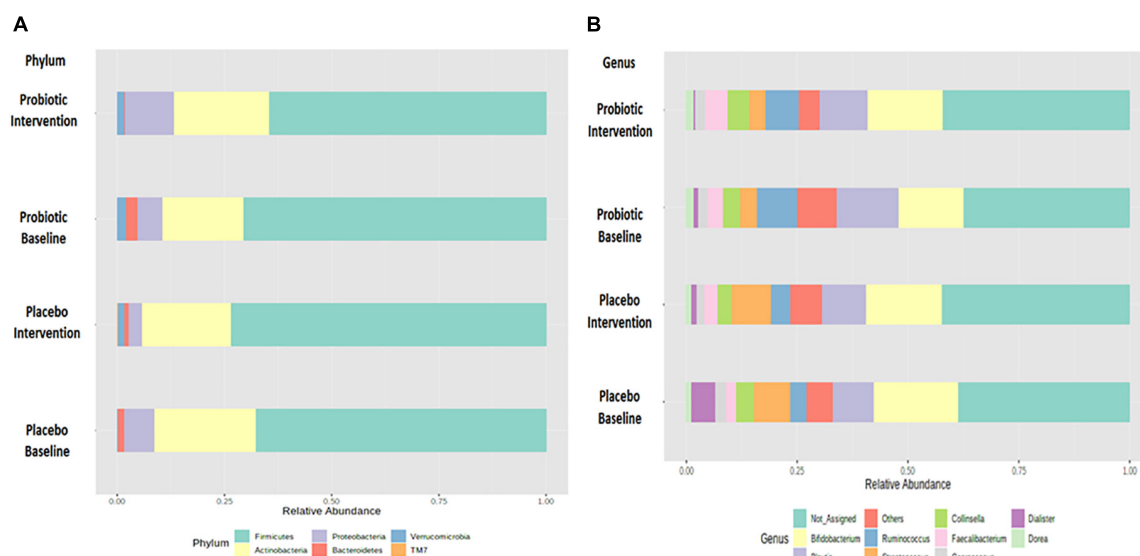 A
Phylum
Probiotic
Intervention
Probiotic
Baseline
Placebo
Intervention
Placebo
Baseline
0.00
0.25
0.50
0.75
1.00
Relative Abundance
Phylum
Firmicutes
Proteobacteria
Verrucomicrobia
Actinobacteria
Bacteroidetes
TM7
B
Genus
Probiotic
Intervention
Probiotic
Baseline
Placebo
Intervention
Placebo
Baseline
0.00
0.25
0.50
0.75
1.00
Relative Abundance
Genus
Not_Assigned
Others
Collinsella
Dialister
Bifidobacterium
Ruminococcus
Faecalibacterium
Dorea